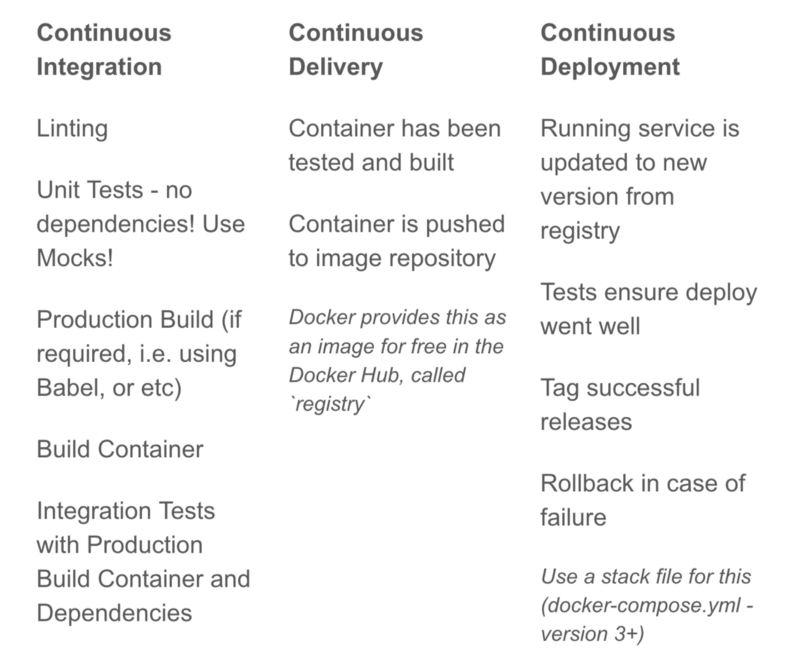 Continuous
Integration
Linting
Unit Tests - no
dependencies! Use
Mocks!
Production Build (if
required, i.e. using
Babel, or etc)
Build Container
Integration Tests
with Production
Build Container and
Dependencies
Continuous
Delivery
Container has been
tested and built
Container is pushed
to image repository
Docker provides this as
an image for free in the
Docker Hub, called
`registry`
Continuous
Deployment
Running service is
updated to new
version from
registry
Tests ensure deploy
went well
Tag successful
releases
Rollback in case of
failure
Use a stack file for this
(docker-compose.yml -
version 3+)